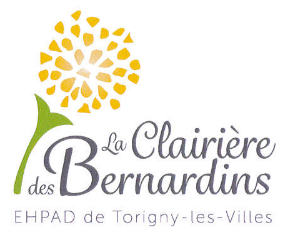 La Clairière
des Bernardins
EHPAD de Torigny-les-Villes